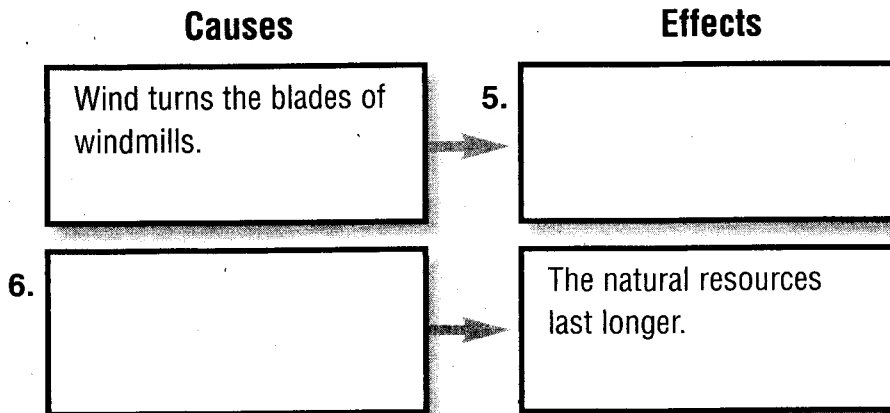 Causes
Effects
Wind turns the blades of
windmills.
5.
6.
The natural resources
last longer.